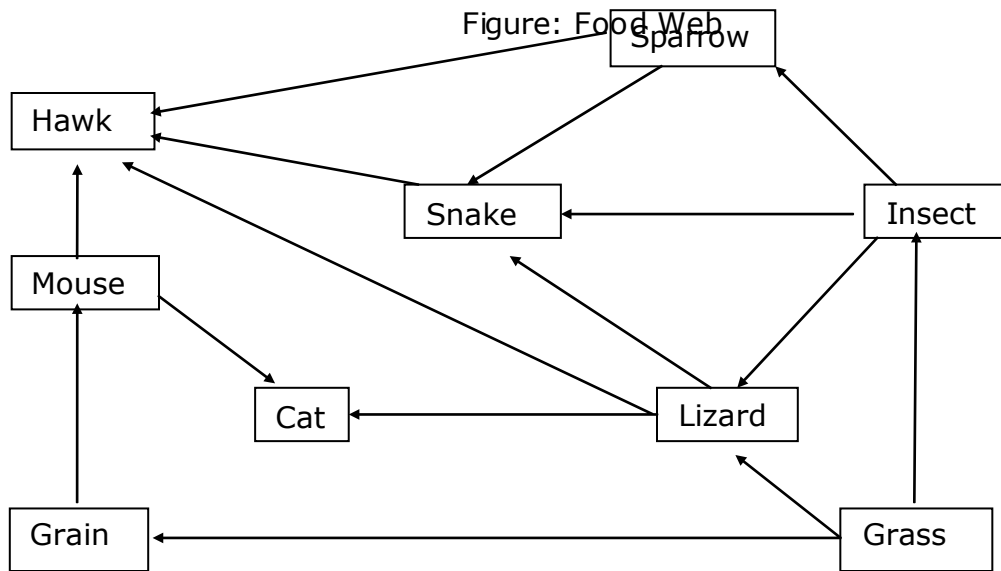 Figure: Food Web
Sparrow
Hawk
Snake
Insect
Mouse
Cat
Lizard
Grain
Grass